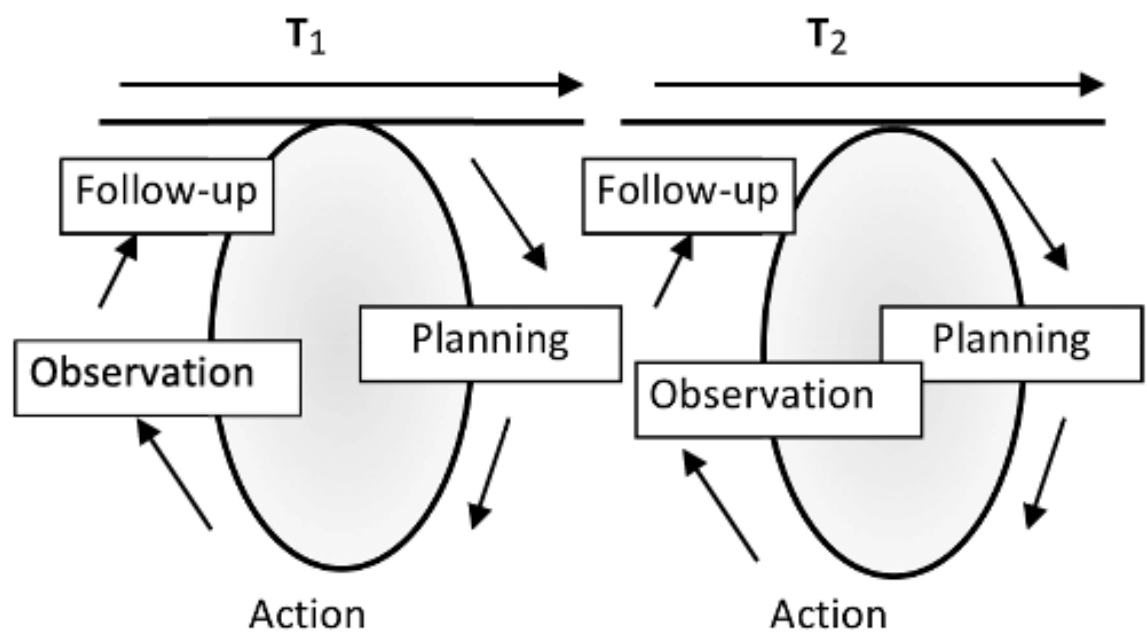 T₁
T₂
Follow-up
Follow-up
Planning
Planning
Observation
Observation
Action
Action